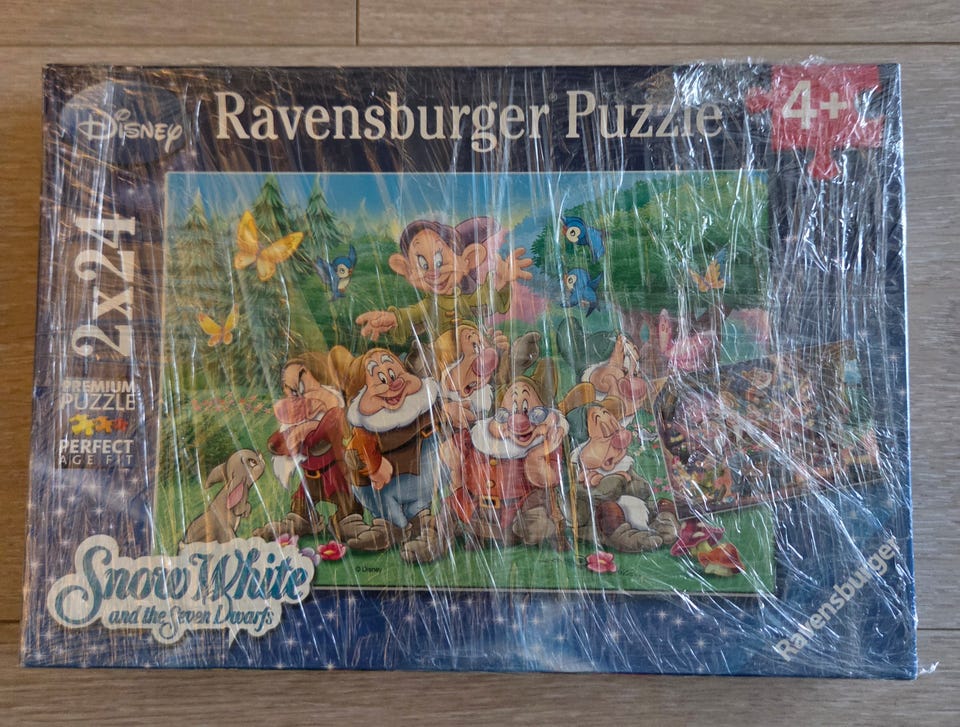 Disney
Ravensburger Puzzle
4+
2x24
PREMIUM
PUZZLE
PERFECT
AGE FIT
Snow White
and the Seven Dwarfs
© Disney
Ravensburger